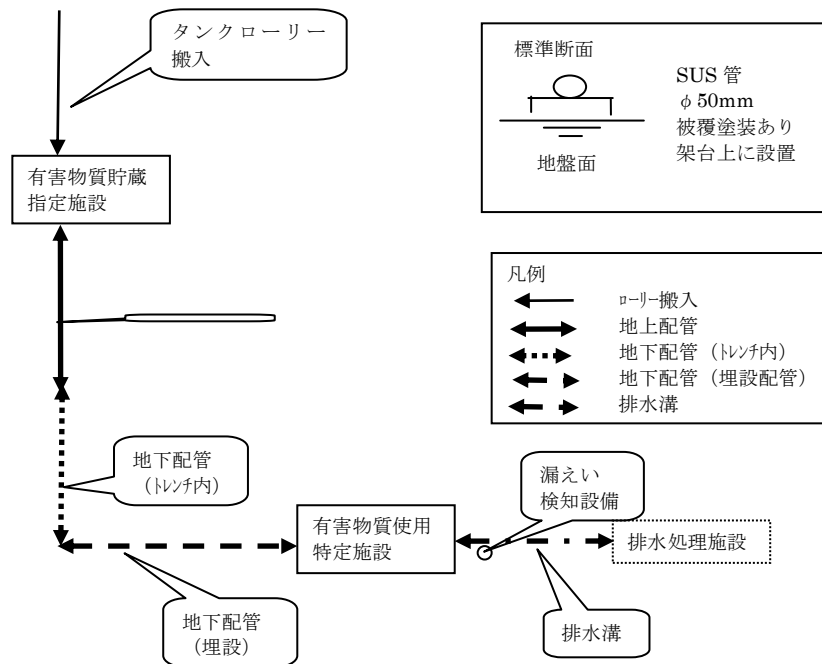 タンクローリー
搬入
有害物質貯蔵
指定施設
標準断面
地盤面
SUS 管
φ50mm
被覆塗装あり
架台上に設置
凡例
ﾛｰﾘｰ搬入
地上配管
地下配管（ﾄﾚﾝﾁ内）
地下配管（埋設配管）
排水溝
地下配管
（ﾄﾚﾝﾁ内）
漏えい
検知設備
有害物質使用
特定施設
排水処理施設
地下配管
（埋設）
排水溝